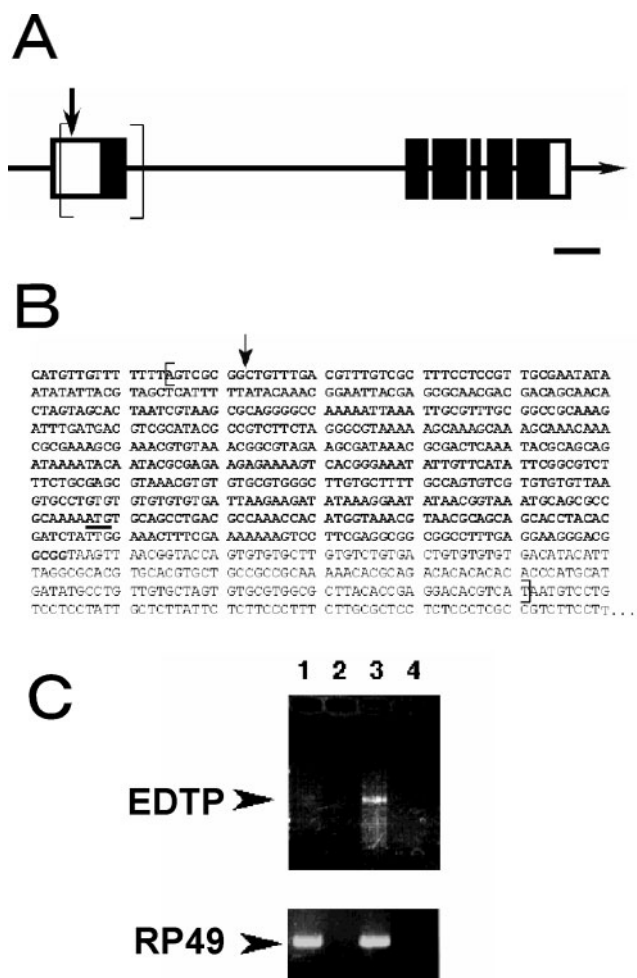 A
B
CATGTTGTTT TTTTAGTCGCG GGCTGTTTGA CGTTTGTCGC TTTCCTCCGT TGCGAATATA
ATATATTACG TAGCTCATTT TTATACAAAC GGAATTACGA GCGCAACGAC GACAGCAACA
CTAGTAGCAC TAATCGTAAG CGCAGGGGCC AAAAATTAAA TTGCGTTTGC GGCCGCAAAG
ATTTGATGAC GTCGCATACG CCGTCTTCTA GGGCGTAAAA AGCAAAGCAA AGCAAACAAA
CGCGAAAGCG AAACGTGTAA ACGGCGTAGA AGCGATAAAC GCGACTCAAA TACGCAGCAG
ATAAAATACA AATACGCGAG AAGAGAAAAGT CACGGGAAAT ATTGTTCATA TTCGGCGTCT
TTCTGCGAGC GTAAACGTGT GTGCGTGGGC TTGTGCTTTT GCCAGTGTCG TGTGTGTTAA
GTGCCTGTGT GTGTGTGTGA TTAAGAAGAT ATAAAGGAAT ATAACGGTAA ATGCAGCGCC
GCAAAAATGT GCAGCCTGAC GCCAAACCAC ATGGTAAACG TAACGCAGCA GCACCTACAC
GATCTATTGG AAACTTTCGA AAAAAAGTCC TTCGAGGCGG CGGCCTTTGA GGAAGGGACG
GCGGTAAGTT AACGGTACCA GTGTGTGCTT GTGTCTGTGA CTGTGTGTGT GACATACATT
TAGGCGCACG TGCACGTGCT GCCGCCGCAA AAACACGCAG ACACACACAC ACCCATGCAT
GATATGCCTG TTGTGCTAGT GTGCGTGGCG CTTACACCGA GGACACGTCA TAATGTCCTG
TCCTCCTATT GCTCTTATTC TCTTCCCTTT CTTGCGCTCC TCTCCCTCGC CGTCTTCCTT....
C
1 2 3 4
EDTP
RP49